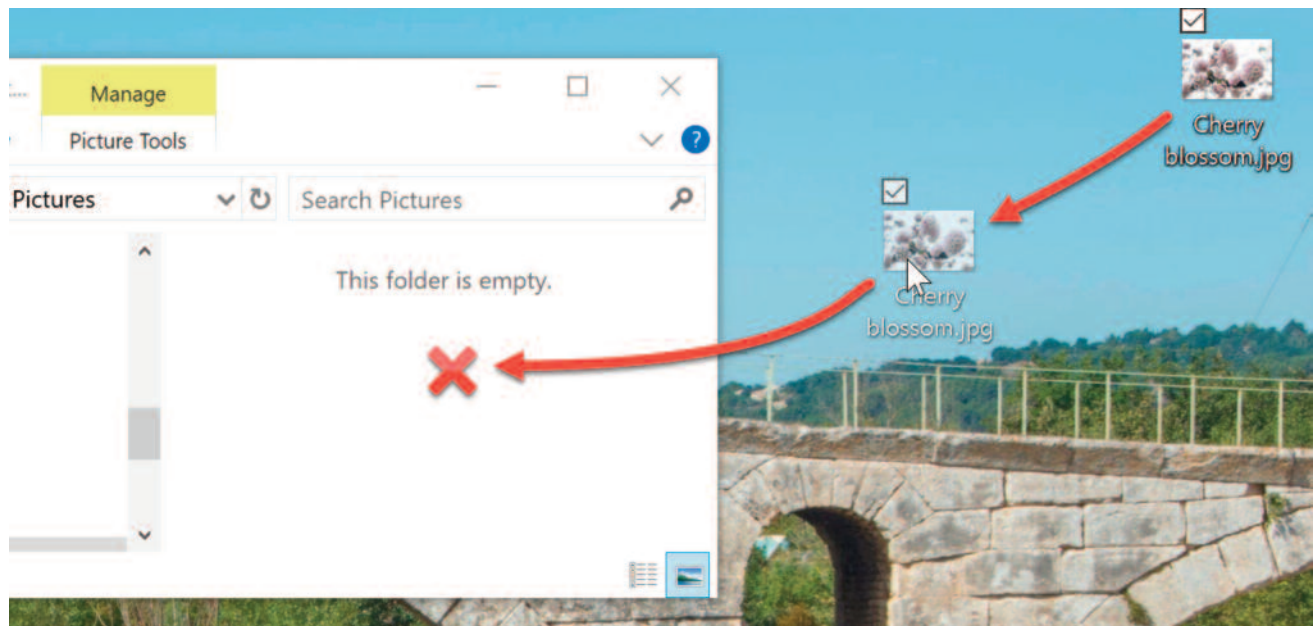 Manage
Picture Tools
?
Pictures
Search Pictures
This folder is empty.
Cherry
blossom.jpg
Cherry
blossom.jpg